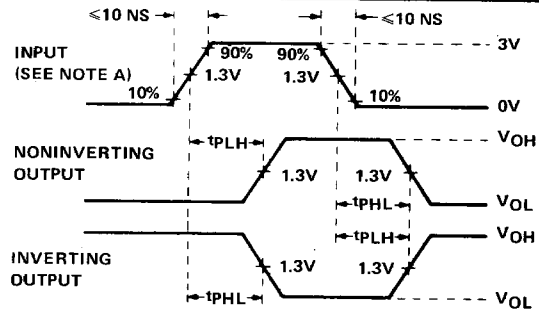 ≤10 NS ≤10 NS
INPUT
(SEE NOTE A)
90% 90% 3V
1.3V 1.3V
10% 10% 0V
tPLH VOH
NONINVERTING
OUTPUT
1.3V 1.3V
tPHL VOL
tPLH VOH
INVERTING
OUTPUT
1.3V 1.3V
tPHL VOL